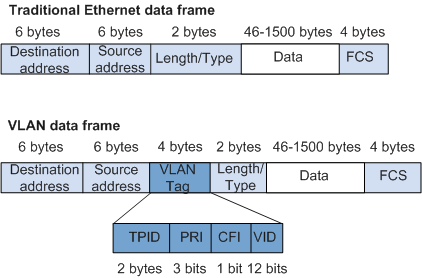 Traditional Ethernet data frame
6 bytes 6 bytes 2 bytes 46-1500 bytes 4 bytes
Destination address Source address Length/Type Data FCS
VLAN data frame
6 bytes 6 bytes 4 bytes 2 bytes 46-1500 bytes 4 bytes
Destination address Source address VLAN Tag Length/Type Data FCS
TPID PRI CFI VID
2 bytes 3 bits 1 bit 12 bits